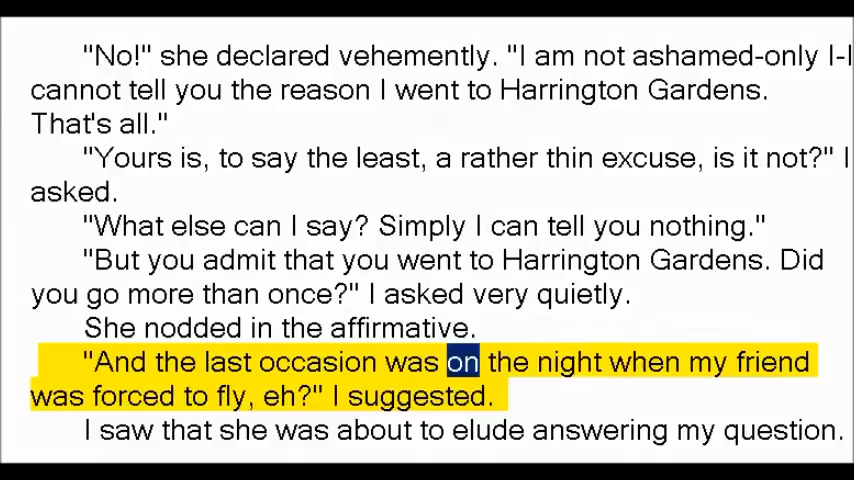 "No!" she declared vehemently. "I am not ashamed-only I-I
cannot tell you the reason I went to Harrington Gardens.
That's all."
"Yours is, to say the least, a rather thin excuse, is it not?" I
asked.
"What else can I say? Simply I can tell you nothing."
"But you admit that you went to Harrington Gardens. Did
you go more than once?" I asked very quietly.
She nodded in the affirmative.
"And the last occasion was on the night when my friend
was forced to fly, eh?" I suggested.
I saw that she was about to elude answering my question.